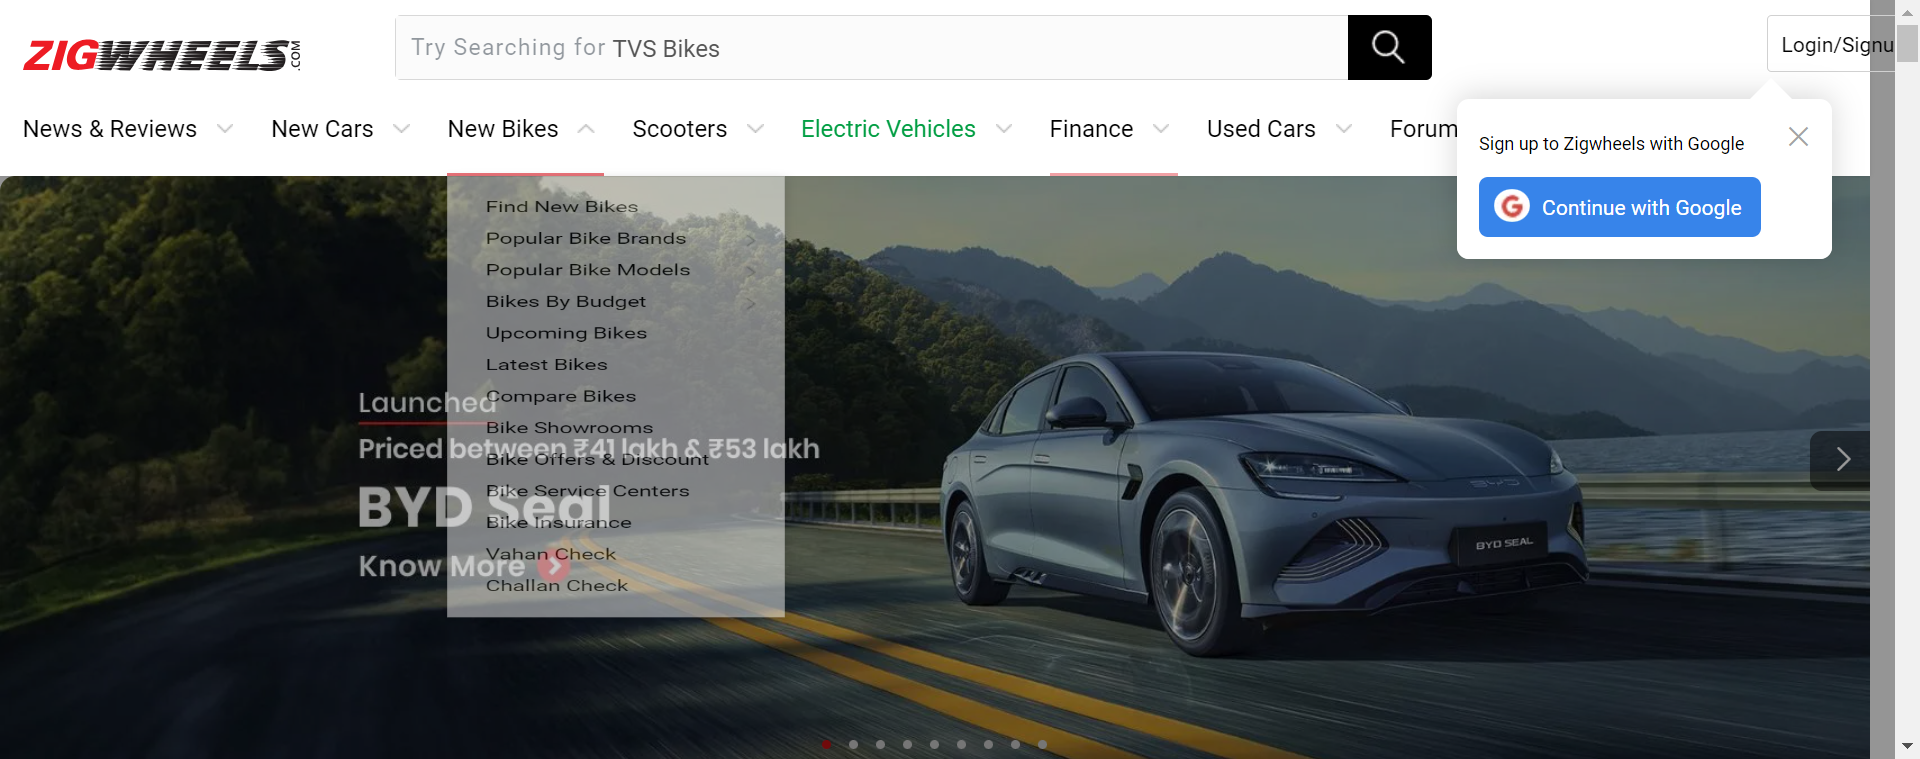 ZIGWHEELS.COM
Try Searching for TVS Bikes
Login/Signu
News & Reviews New Cars New Bikes Scooters Electric Vehicles Finance Used Cars Forum
Sign up to Zigwheels with Google
Continue with Google
Find New Bikes
Popular Bike Brands
Popular Bike Models
Bikes By Budget
Upcoming Bikes
Latest Bikes
Compare Bikes
Bike Showrooms
Bike Offers & Discount
Bike Service Centers
Bike Insurance
Vahan Check
Challan Check
Launched
Priced between ₹41 lakh & ₹53 lakh
BYD Seal
Know More
BYD
BYD SEAL